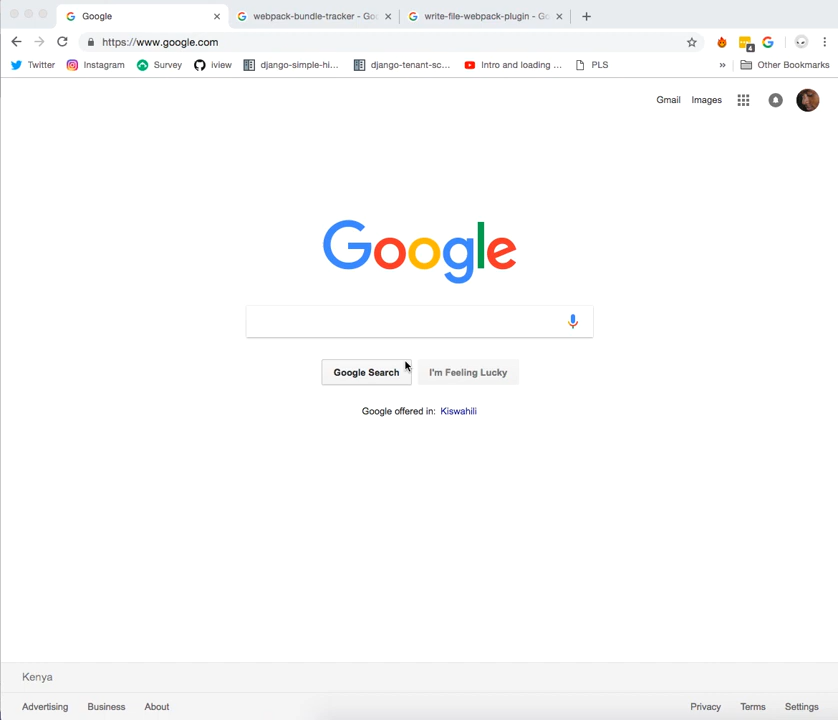 Google
webpack-bundle-tracker - Goo
write-file-webpack-plugin - Go
https://www.google.com
4
Twitter
Instagram
Survey
iview
django-simple-hi...
django-tenant-sc...
Intro and loading ...
PLS
»
Other Bookmarks
Gmail
Images
Google
Google Search
I'm Feeling Lucky
Google offered in: Kiswahili
Kenya
Advertising
Business
About
Privacy
Terms
Settings